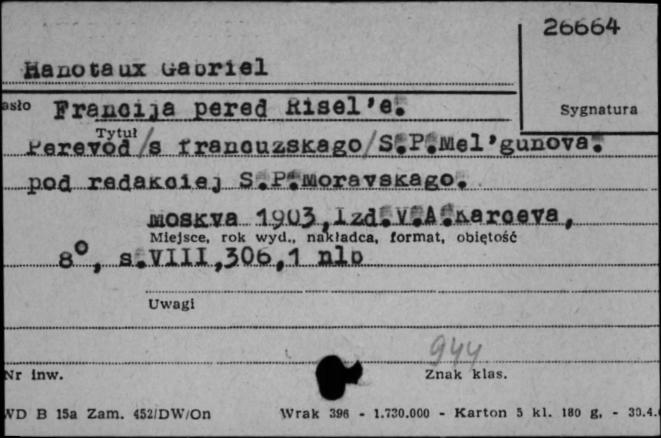 26664
Hanotaux Gabriel
asło Francija pered Risel'e.
Sygnatura
Tytuł
Perevod/s francuzskago/S.P.Mel'gunova.
pod redakciej S.P.Moravskago.
Moskva 1903,Izd.V.A.Karceva,
Miejsce, rok wyd., nakładca, format, obiętość
8°, s.VIII,306,1 nlb
Uwagi
944
Nr inw.
Znak klas.
WD B 15a Zam. 452/DW/On Wrak 396 - 1.730.000 - Karton 5 kl. 180 g. - 30.4.